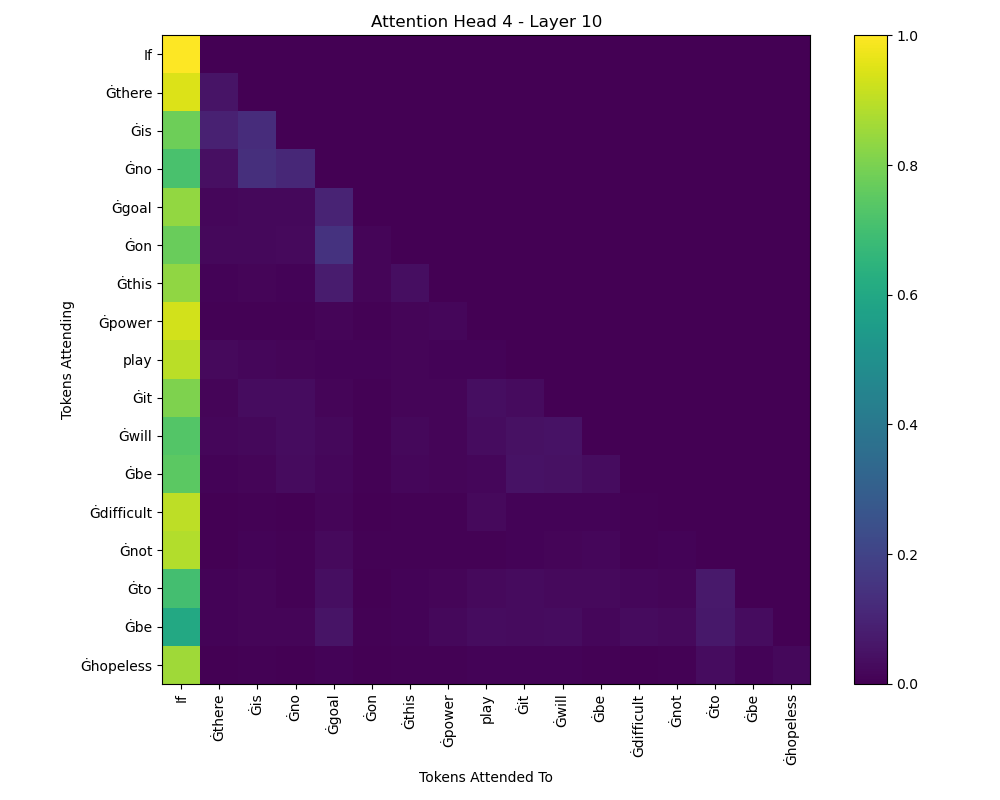 Attention Head 4 - Layer 10
If
Ġthere
Ġis
Ġno
Ġgoal
Ġon
Ġthis
Ġpower
play
Ġit
Ġwill
Ġbe
Ġdifficult
Ġnot
Ġto
Ġbe
Ġhopeless
Tokens Attending
If
Ġthere
Ġis
Ġno
Ġgoal
Ġon
Ġthis
Ġpower
play
Ġit
Ġwill
Ġbe
Ġdifficult
Ġnot
Ġto
Ġbe
Ġhopeless
Tokens Attended To
1.0
0.8
0.6
0.4
0.2
0.0